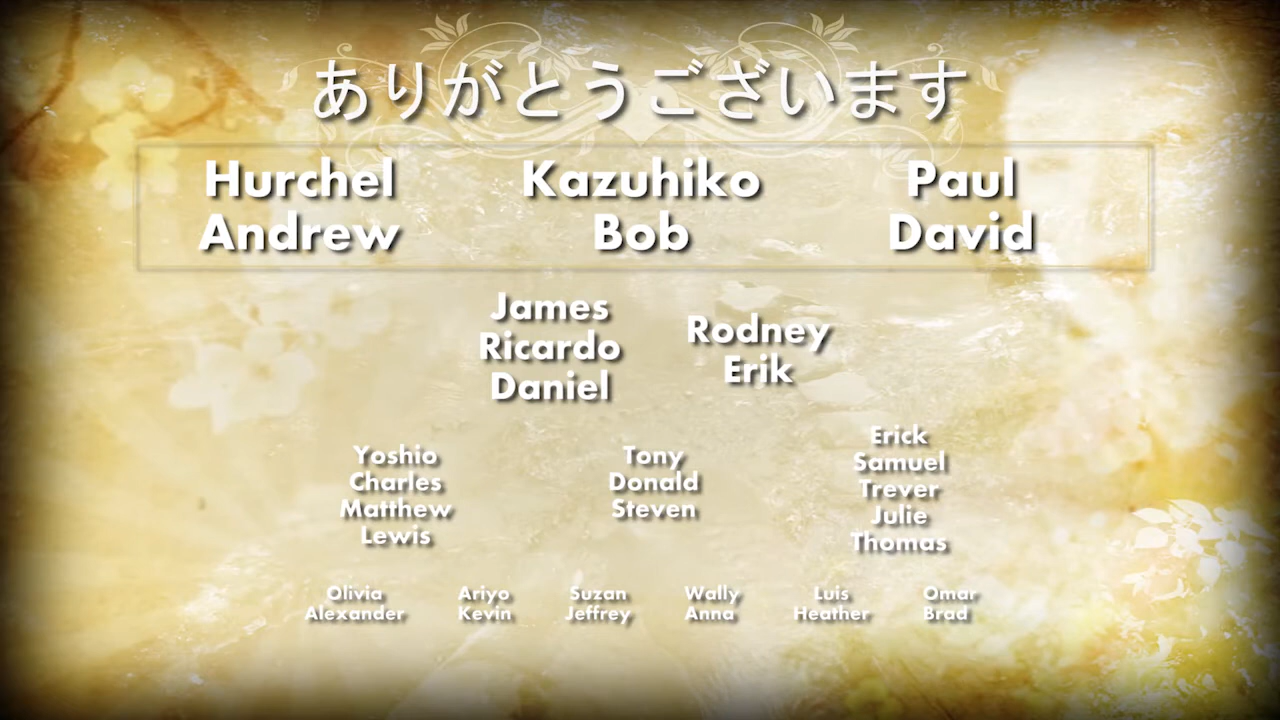 ありがとうございます
Hurchel Kazuhiko Paul
Andrew Bob David
James
Ricardo
Daniel
Rodney
Erik
Yoshio
Charles
Matthew
Lewis
Tony
Donald
Steven
Erick
Samuel
Trever
Julie
Thomas
Olivia Ariyo Suzan Wally Luis Omar
Alexander Kevin Jeffrey Anna Heather Brad